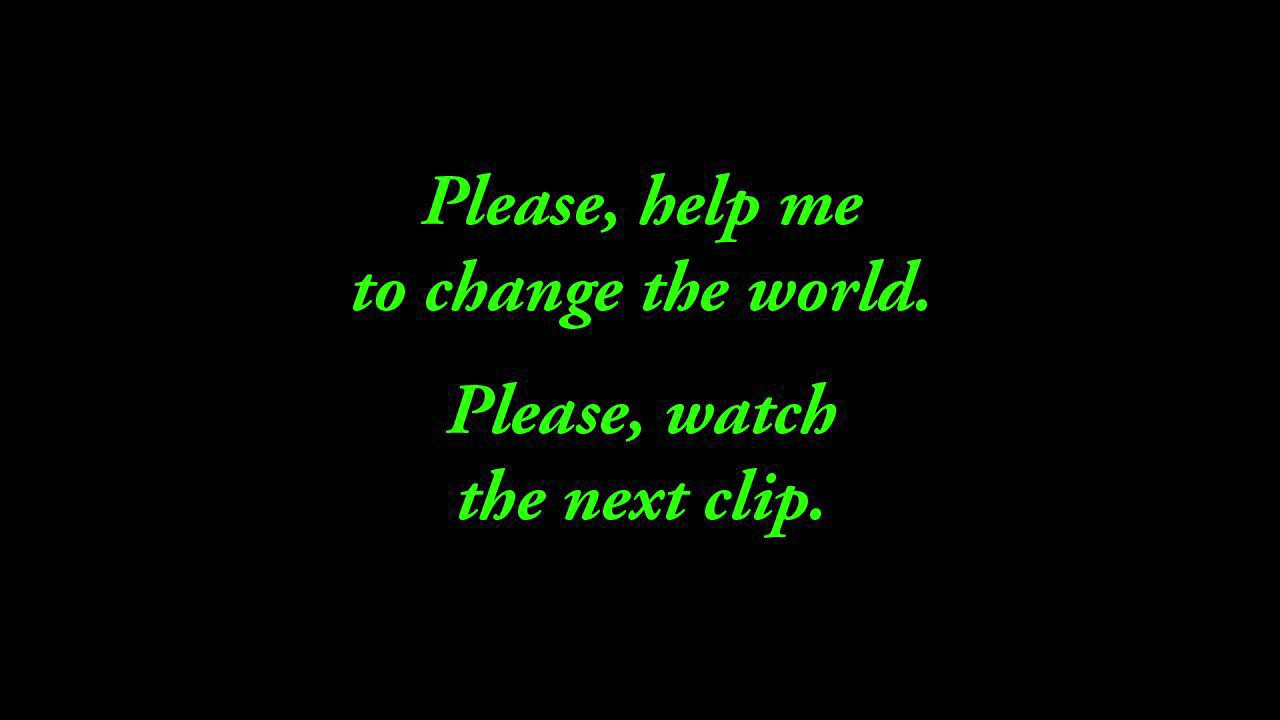 Please, help me
to change the world.
Please, watch
the next clip.